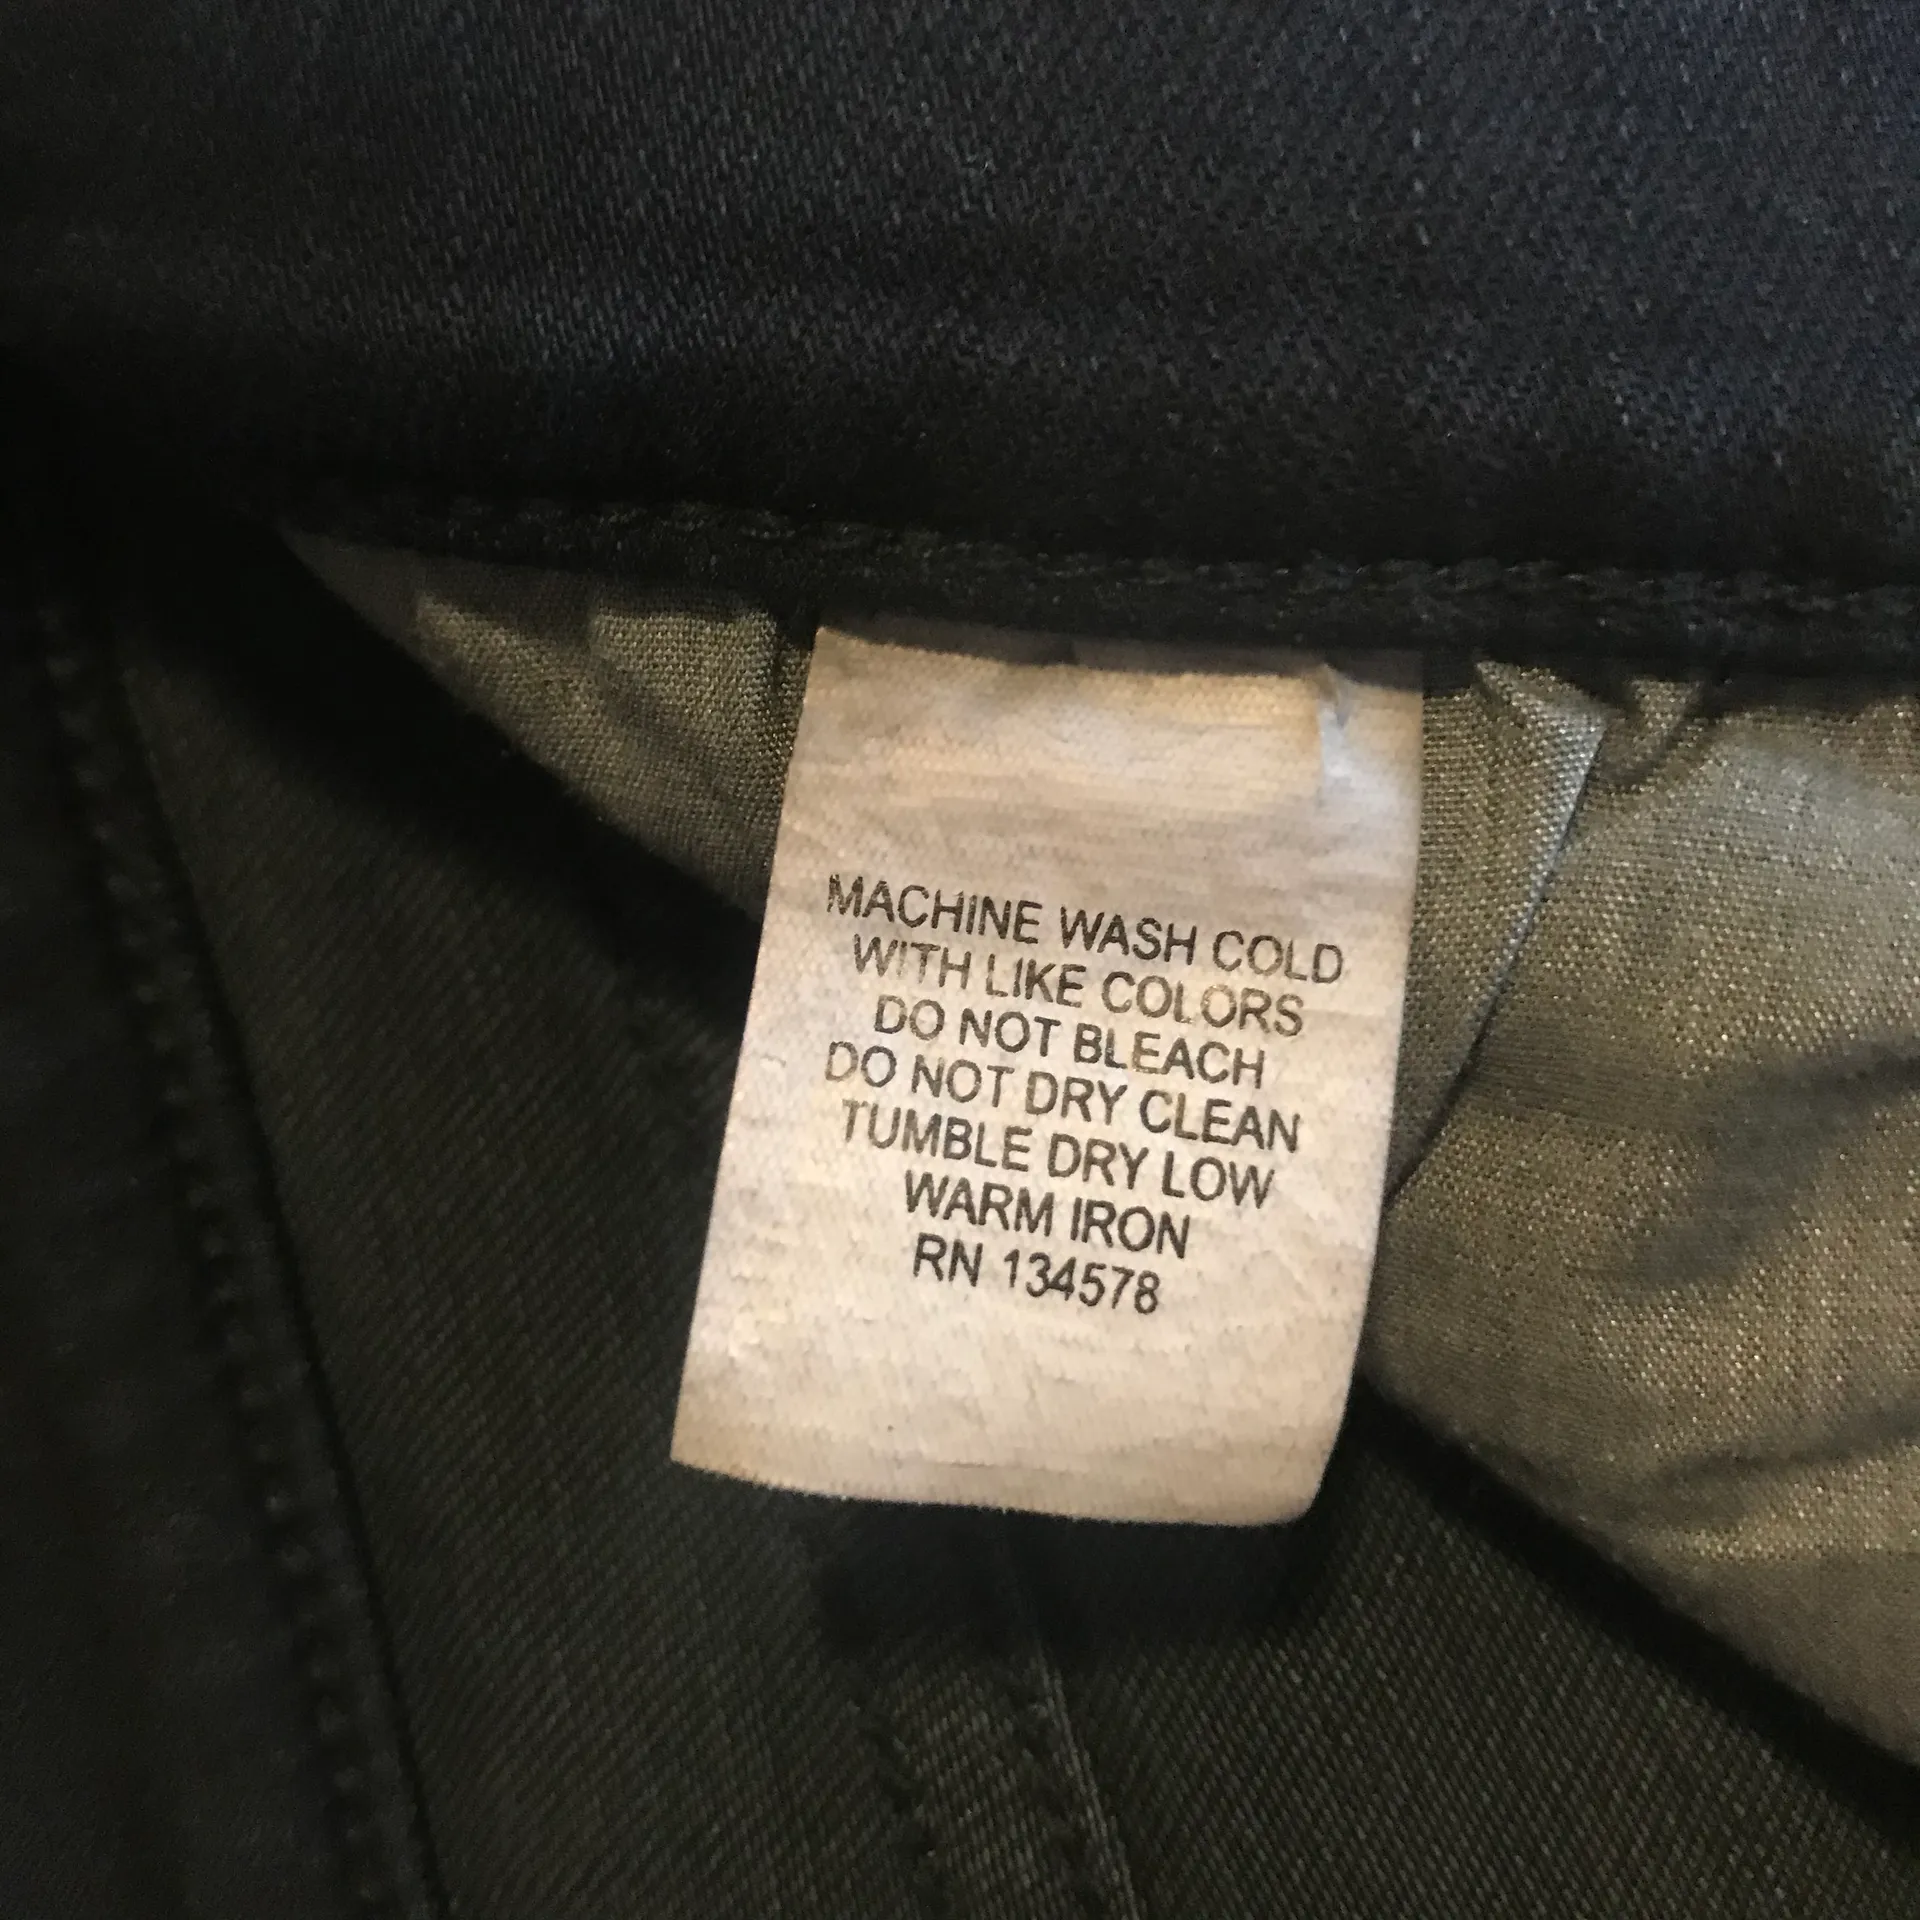 MACHINE WASH COLD
WITH LIKE COLORS
DO NOT BLEACH
DO NOT DRY CLEAN
TUMBLE DRY LOW
WARM IRON
RN 134578